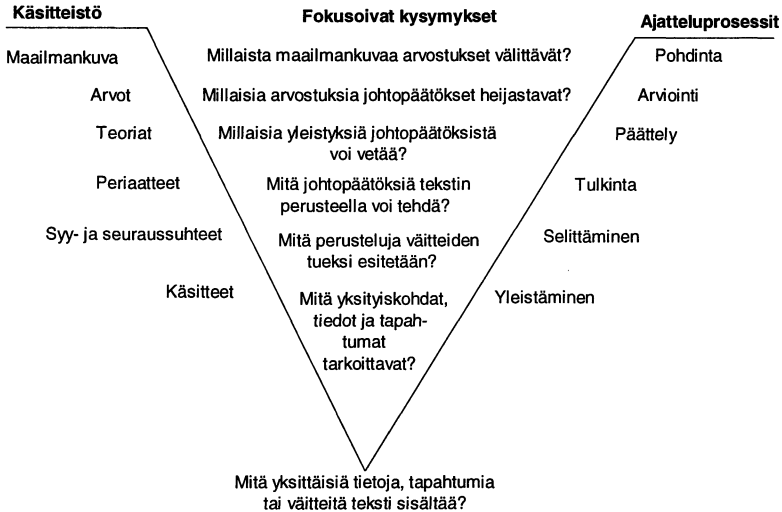 Käsitteistö
Fokusoivat kysymykset
Ajatteluprosessit
Maailmankuva
Millaista maailmankuvaa arvostukset välittävät?
Pohdinta
Arvot
Millaisia arvostuksia johtopäätökset heijastavat?
Arviointi
Teoriat
Millaisia yleistyksiä johtopäätöksistä
voi vetää?
Päättely
Periaatteet
Mitä johtopäätöksiä tekstin
perusteella voi tehdä?
Tulkinta
Syy- ja seuraussuhteet
Mitä perusteluja väitteiden
tueksi esitetään?
Selittäminen
Käsitteet
Mitä yksityiskohdat,
tiedot ja tapah-
tumat
tarkoittavat?
Yleistäminen
Mitä yksittäisiä tietoja, tapahtumia
tai väitteitä teksti sisältää?